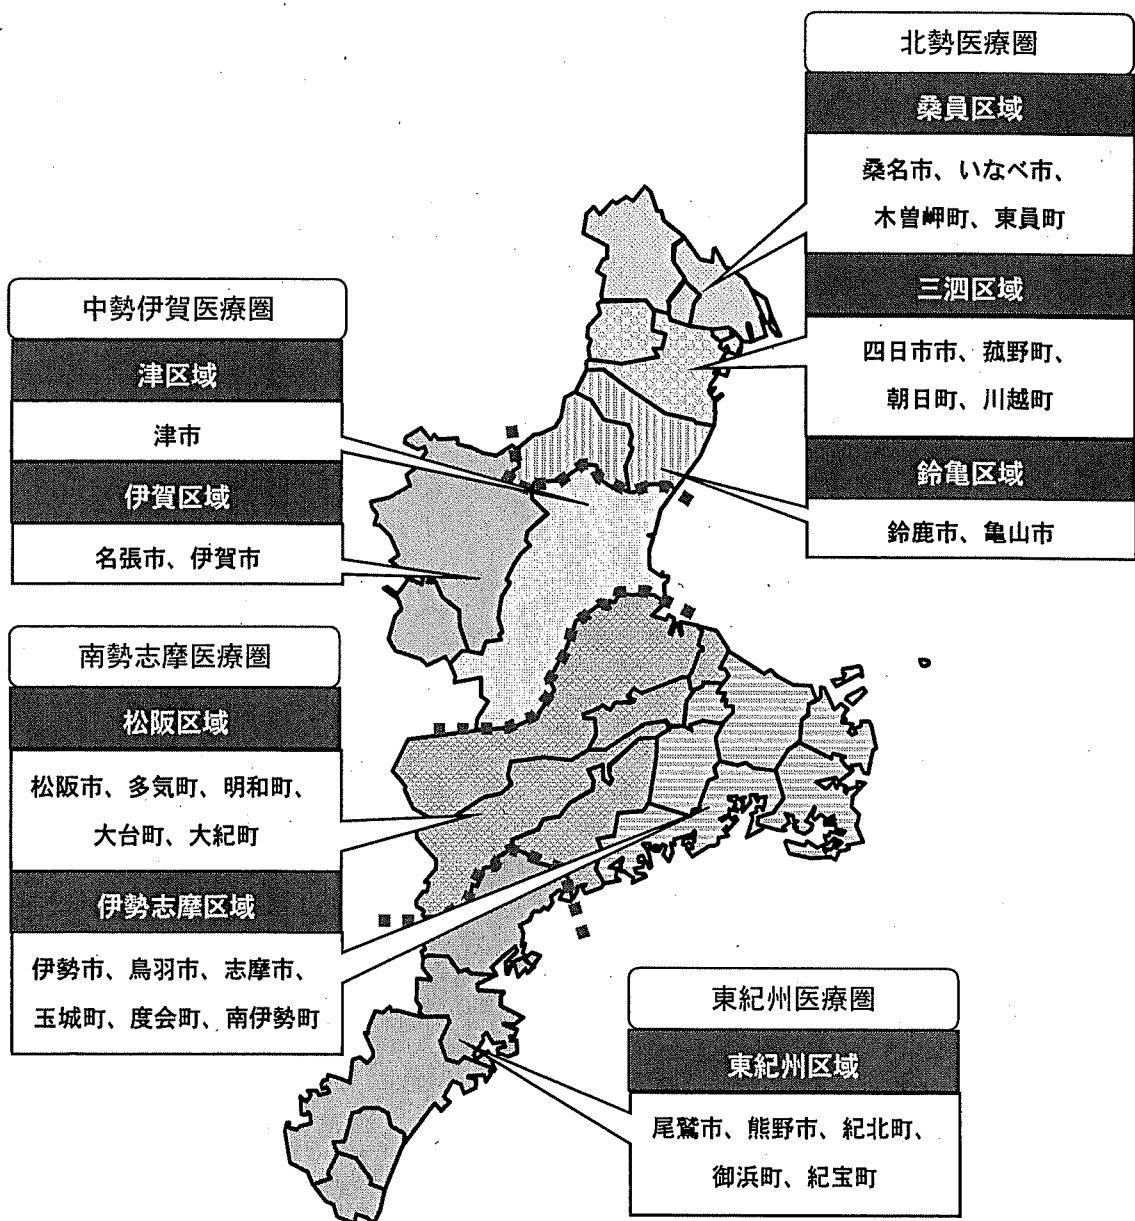 北勢医療圏
桑員区域
桑名市、いなべ市、
木曽岬町、東員町
三泗区域
四日市市、菰野町、
朝日町、川越町
鈴亀区域
鈴鹿市、亀山市
中勢伊賀医療圏
津区域
津市
伊賀区域
名張市、伊賀市
南勢志摩医療圏
松阪区域
松阪市、多気町、明和町、
大台町、大紀町
伊勢志摩区域
伊勢市、鳥羽市、志摩市、
玉城町、度会町、南伊勢町
東紀州医療圏
東紀州区域
尾鷲市、熊野市、紀北町、
御浜町、紀宝町